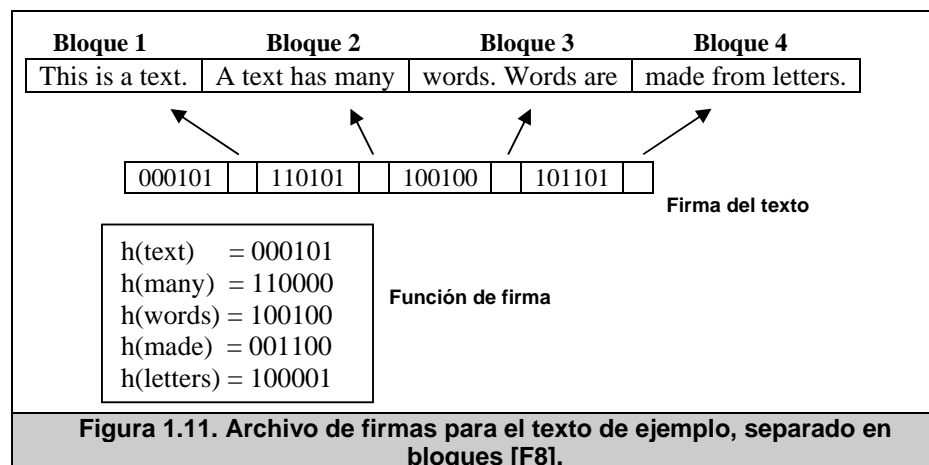 Bloque 1 Bloque 2 Bloque 3 Bloque 4
This is a text. A text has many words. Words are made from letters.
000101 110101 100100 101101
Firma del texto
h(text) = 000101
h(many) = 110000
h(words) = 100100
h(made) = 001100
h(letters) = 100001
Función de firma
Figura 1.11. Archivo de firmas para el texto de ejemplo, separado en
bloques [F8].